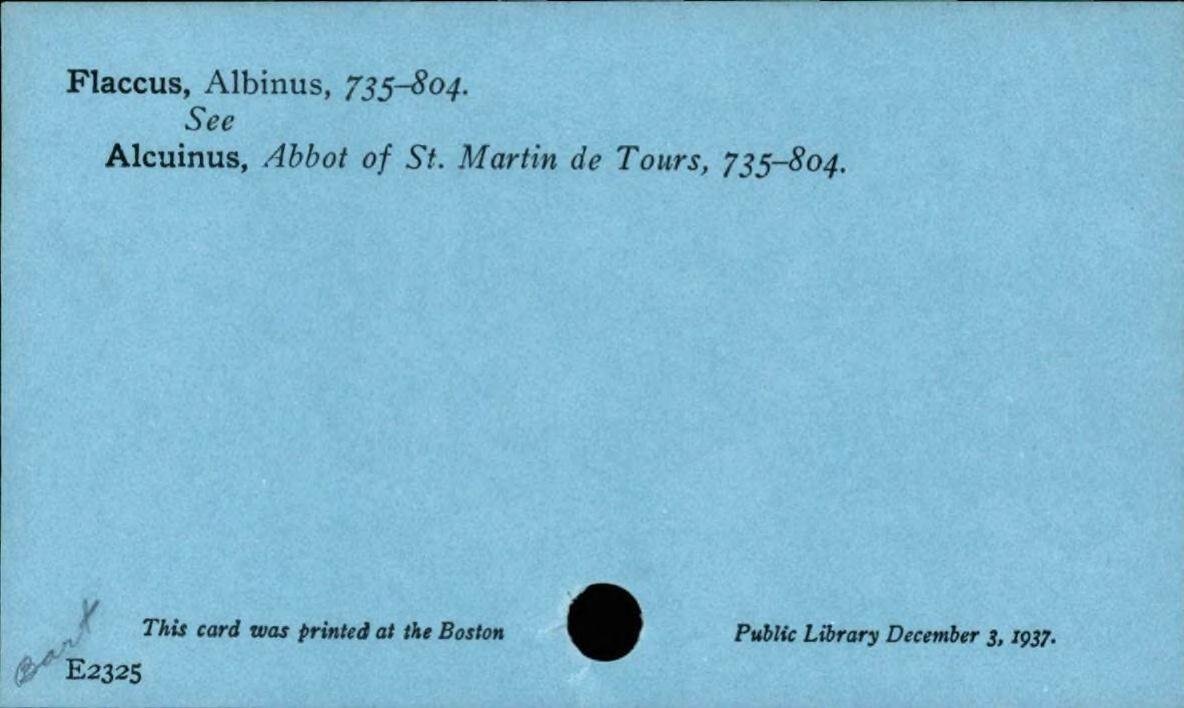 Flaccus, Albinus, 735–804.
See
Alcuinus, Abbot of St. Martin de Tours, 735–804.
This card was printed at the Boston Public Library December 3, 1937.
Bart
E2325